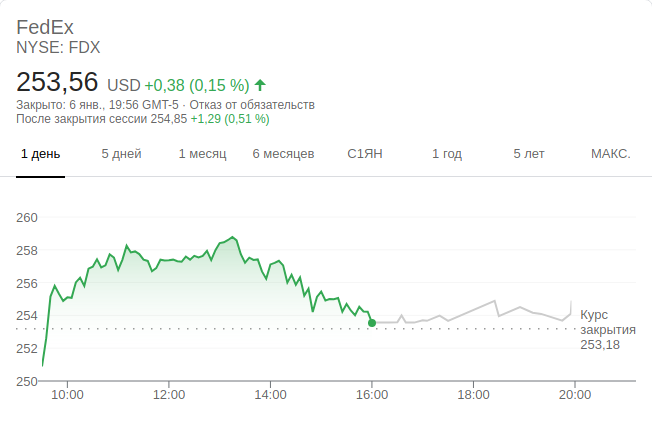 FedEx
NYSE: FDX
253,56 USD +0,38 (0,15 %)
Закрыто: 6 янв., 19:56 GMT-5 · Отказ от обязательств
После закрытия сессии 254,85 +1,29 (0,51 %)
1 день 5 дней 1 месяц 6 месяцев С1ЯН 1 год 5 лет МАКС.
260
258
256
254
252
250
Курс
закрытия
253,18
10:00 12:00 14:00 16:00 18:00 20:00